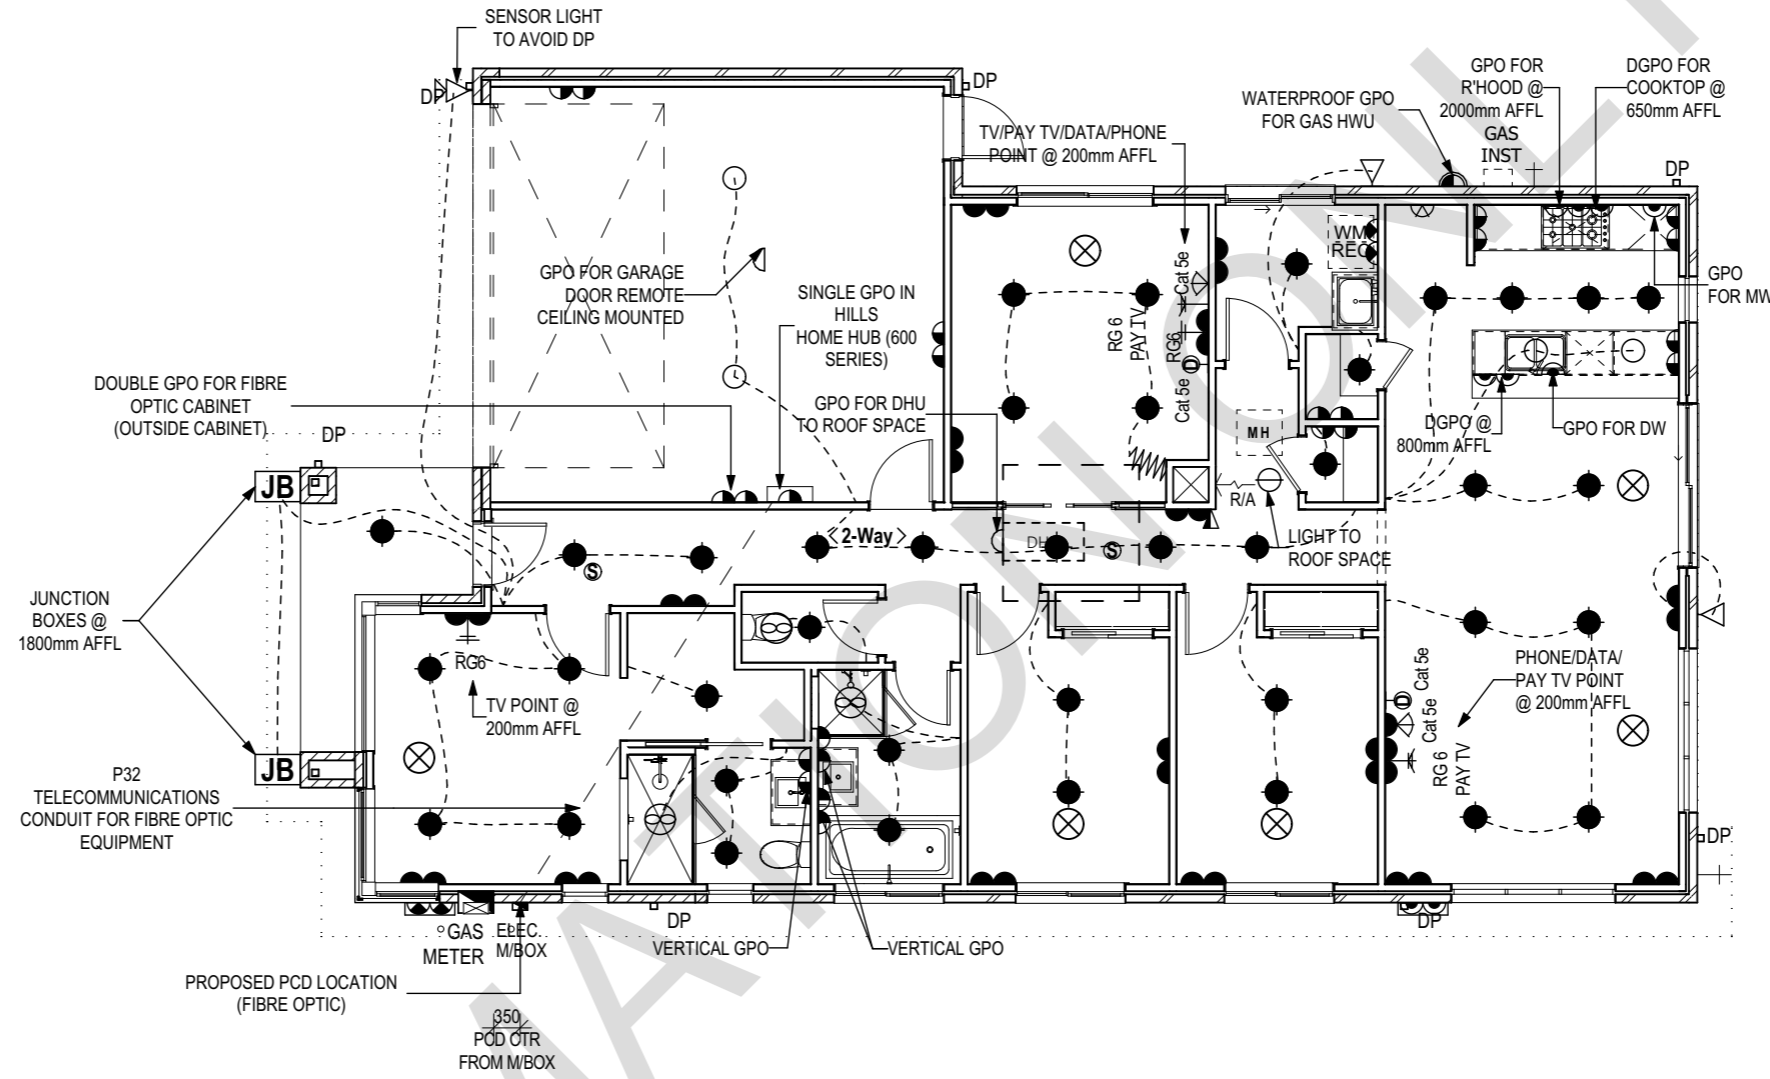 SENSOR LIGHT
TO AVOID DP
DP
DP
GPO FOR
R'HOOD @
2000mm AFFL
GAS
INST
DGPO FOR
COOKTOP @
650mm AFFL
WATERPROOF GPO
FOR GAS HWU
TV/PAY TV/DATA/PHONE
POINT @ 200mm AFFL
DP
GPO FOR GARAGE
DOOR REMOTE
CEILING MOUNTED
SINGLE GPO IN
HILLS
HOME HUB (600
SERIES)
WM
REC
Cat 5e
RG 6
PAY TV
RG6
Cat 5e
D
GPO
FOR MW
DOUBLE GPO FOR FIBRE
OPTIC CABINET
(OUTSIDE CABINET)
GPO FOR DHU
TO ROOF SPACE
MH
DGPO @
800mm AFFL
GPO FOR DW
DP
JB
R/A
2-Way
DH
S
S
LIGHT TO
ROOF SPACE
JUNCTION
BOXES @
1800mm AFFL
RG6
TV POINT @
200mm AFFL
PHONE/DATA/
PAY TV POINT
@ 200mm AFFL
Cat 5e
Cat 5e
D
RG 6
PAY TV
JB
P32
TELECOMMUNICATIONS
CONDUIT FOR FIBRE OPTIC
EQUIPMENT
DP
GAS
METER
ELEC.
M/BOX
DP
DP
VERTICAL GPO
VERTICAL GPO
PROPOSED PCD LOCATION
(FIBRE OPTIC)
350
PCD CTR
FROM M/BOX
MATION ONL